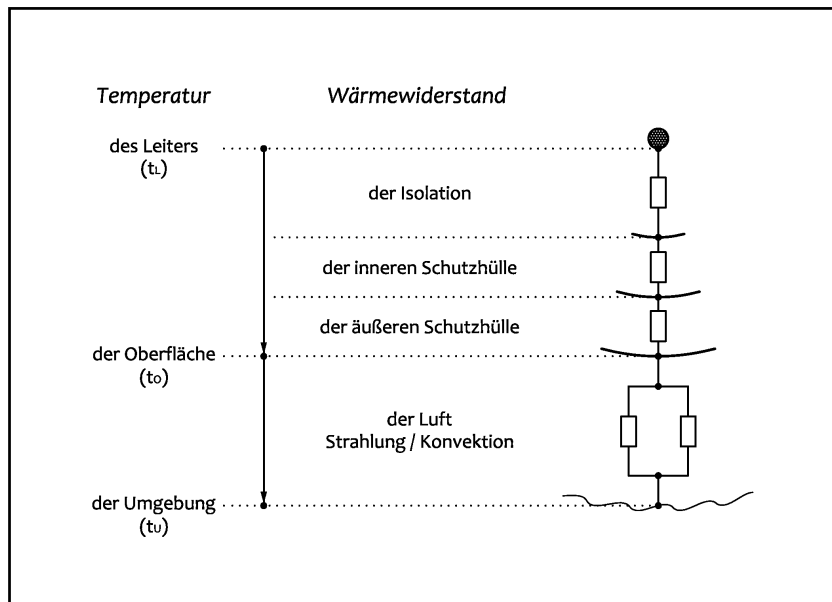 Temperatur
Wärmewiderstand
des Leiters
(tL)
der Isolation
der inneren Schutzhülle
der äußeren Schutzhülle
der Oberfläche
(tO)
der Luft
Strahlung / Konvektion
der Umgebung
(tU)